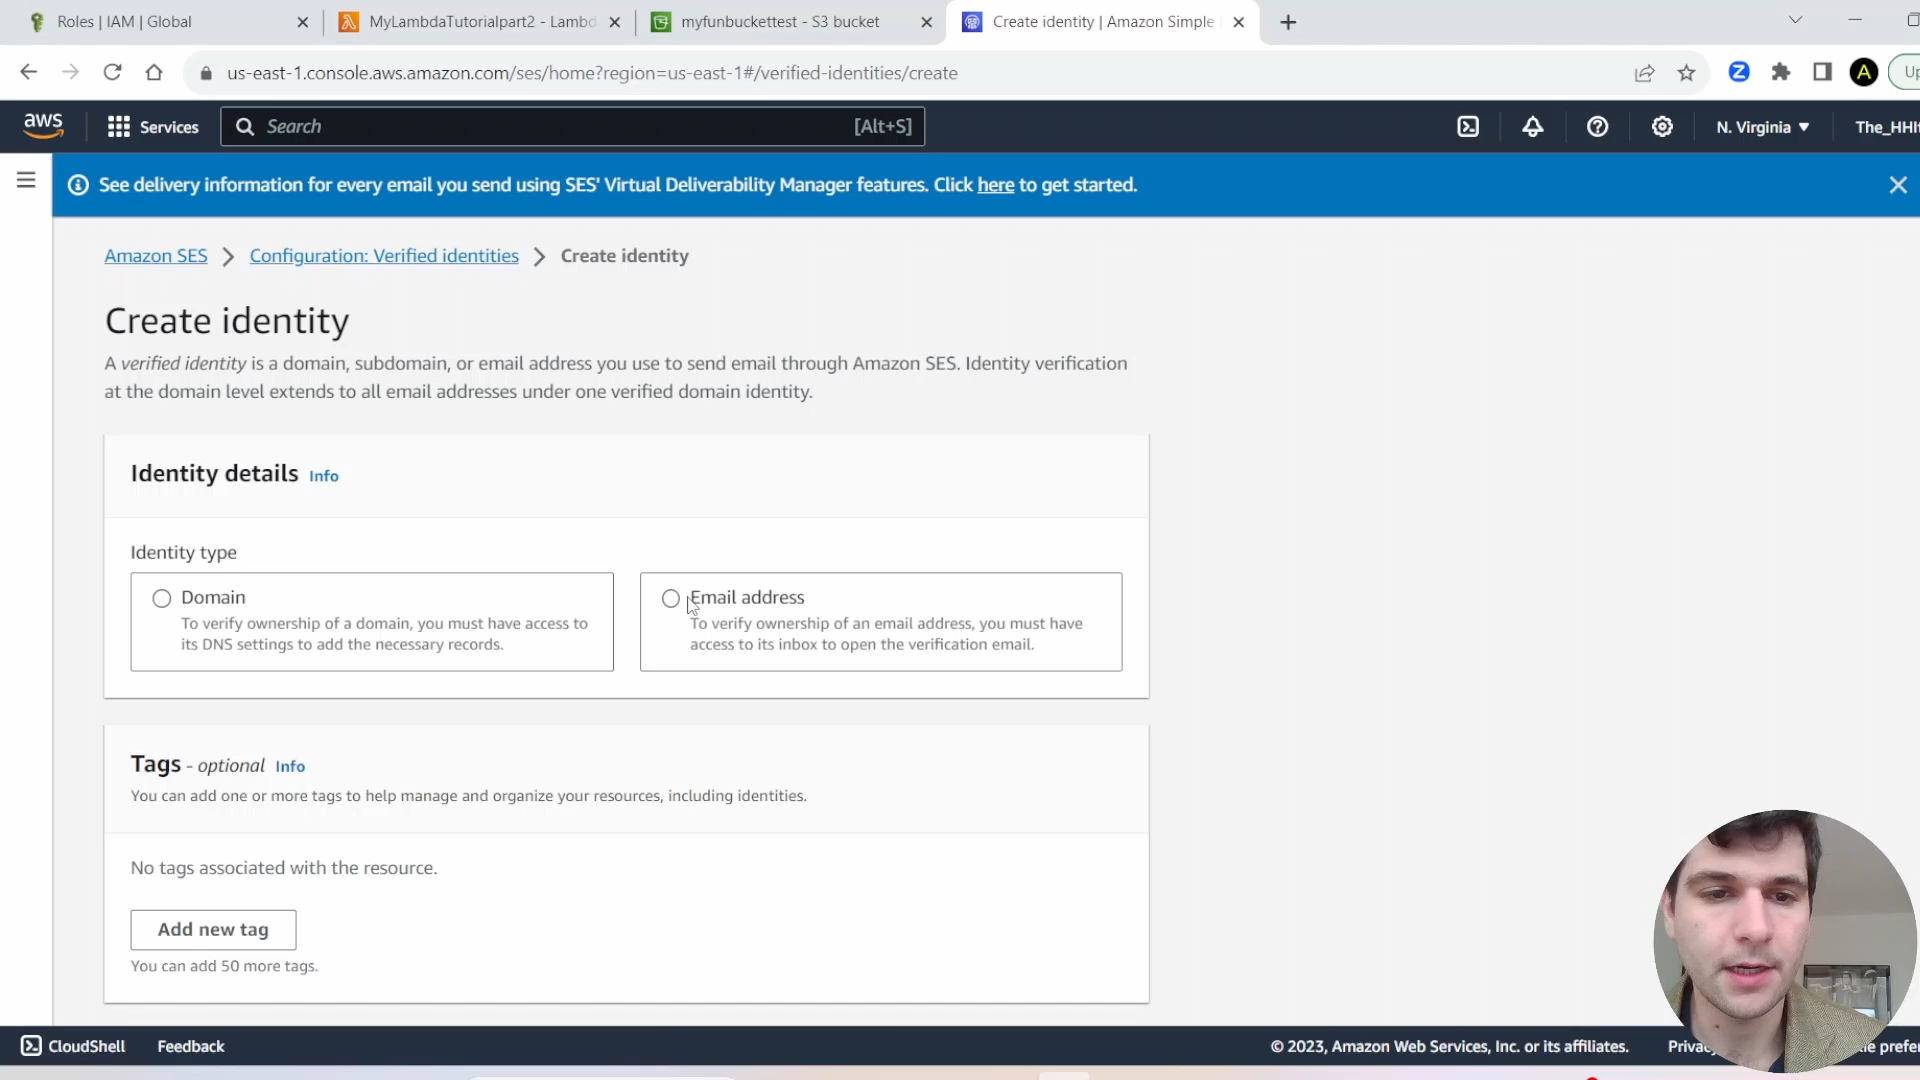 Roles | IAM | Global
MyLambdaTutorialpart2 - Lambd
myfunbuckettest - S3 bucket
Create identity | Amazon Simple
us-east-1.console.aws.amazon.com/ses/home?region=us-east-1#/verified-identities/create
Z
A
Up
aws
Services
Search
[Alt+S]
N. Virginia
The_HHI
See delivery information for every email you send using SES' Virtual Deliverability Manager features. Click here to get started.
Amazon SES
Configuration: Verified identities
Create identity
Create identity
A verified identity is a domain, subdomain, or email address you use to send email through Amazon SES. Identity verification
at the domain level extends to all email addresses under one verified domain identity.
Identity details Info
Identity type
Domain
To verify ownership of a domain, you must have access to
its DNS settings to add the necessary records.
Email address
To verify ownership of an email address, you must have
access to its inbox to open the verification email.
Tags - optional Info
You can add one or more tags to help manage and organize your resources, including identities.
No tags associated with the resource.
Add new tag
You can add 50 more tags.
CloudShell
Feedback
© 2023, Amazon Web Services, Inc. or its affiliates.